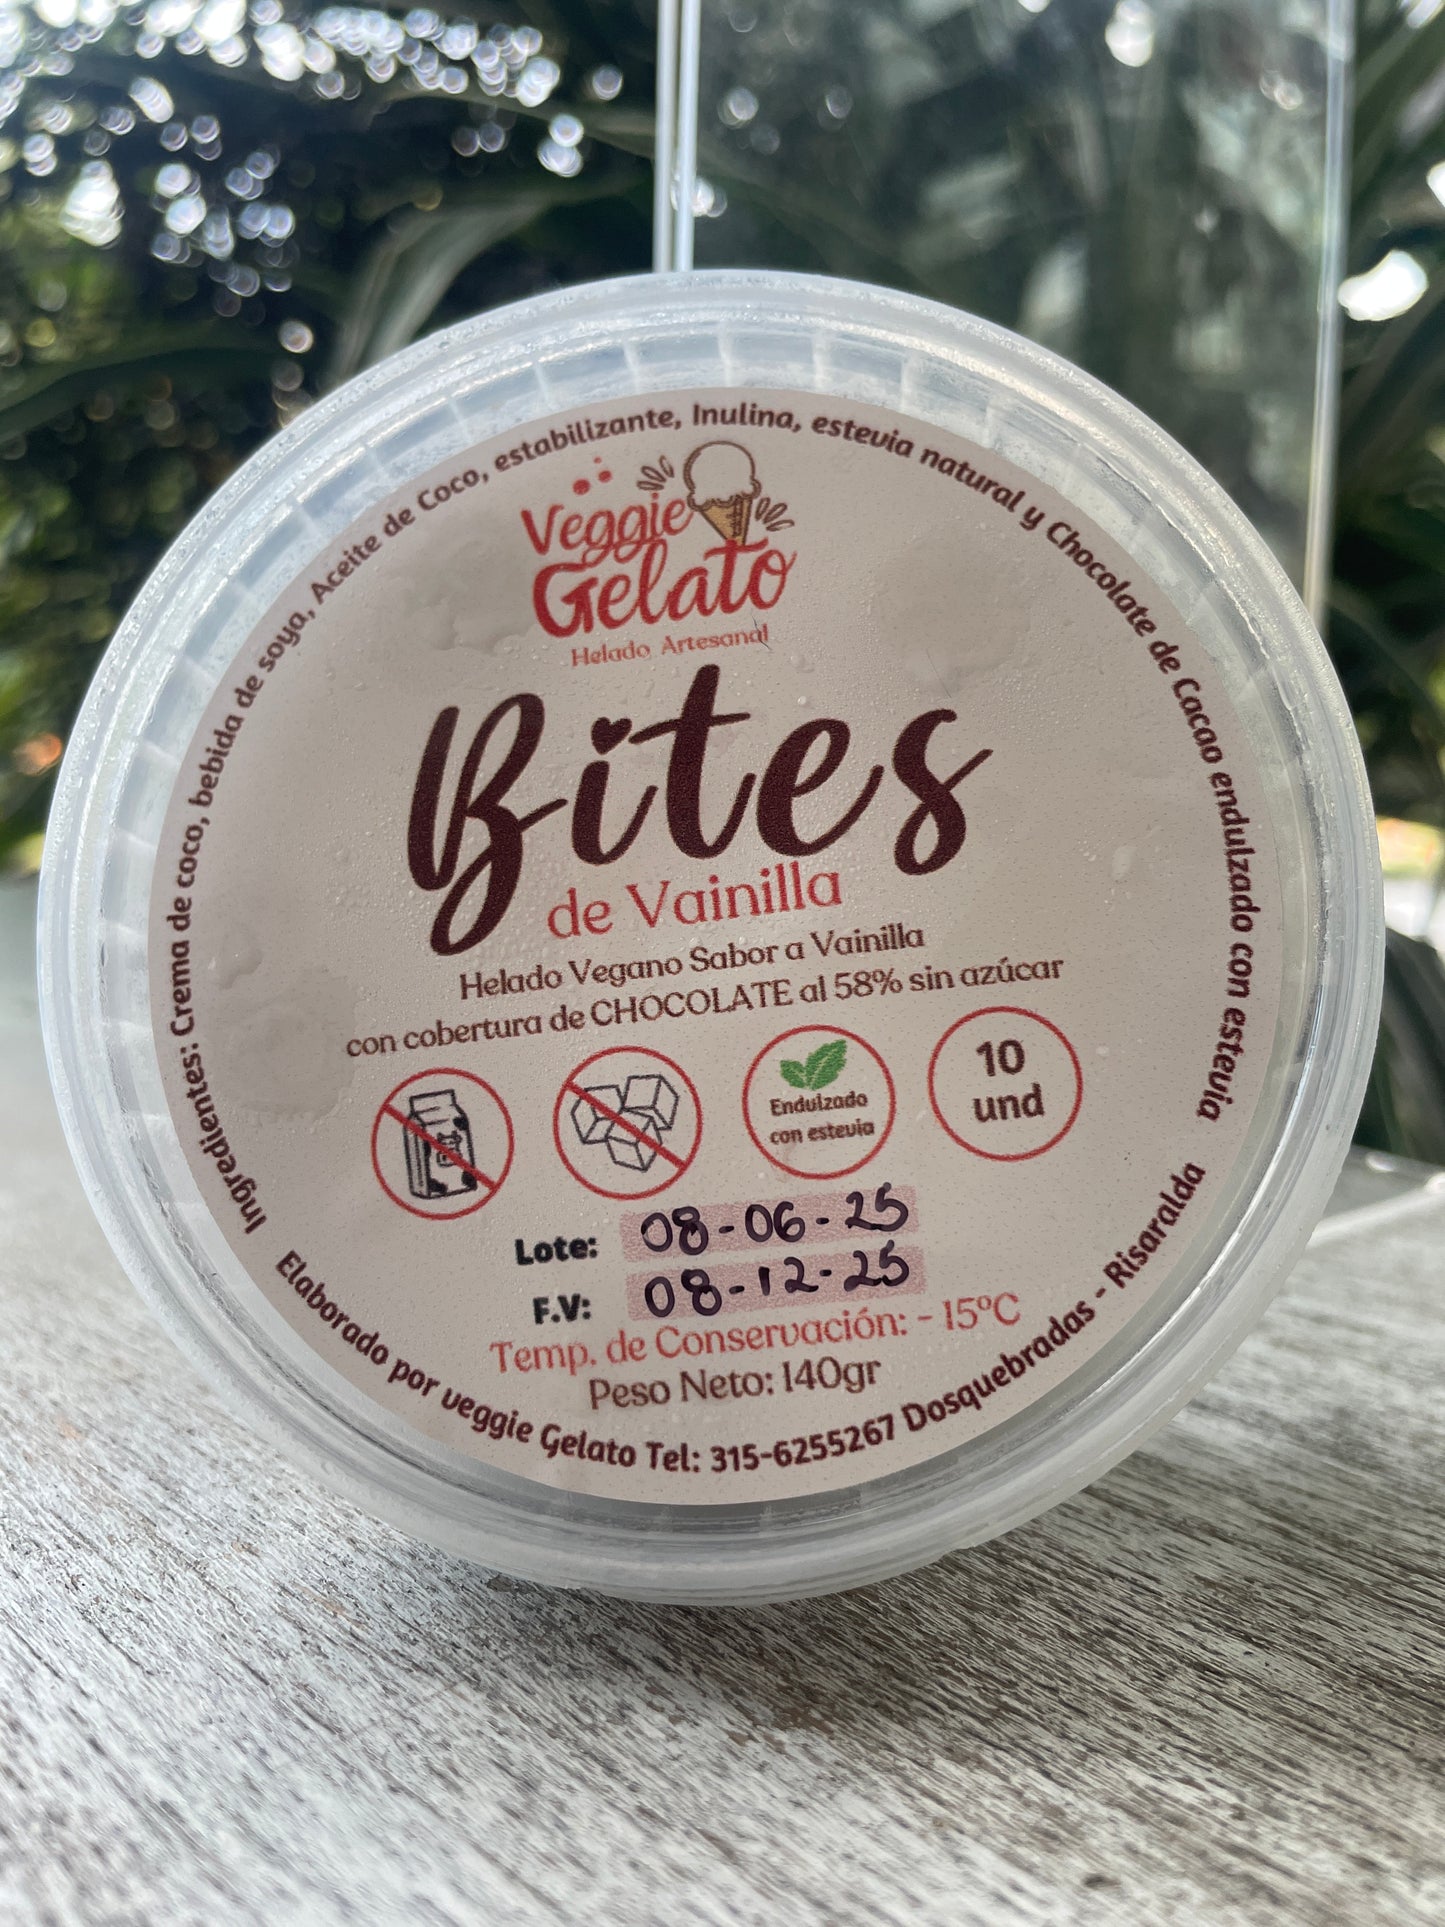 Ingredientes: Crema de coco, bebida de soya, Aceite de Coco, estabilizante, Inulina, estevia natural y Chocolate de Cacao endulzado con estevia
Veggie
Gelato
Helado Artesanal
Bites
de Vainilla
Helado Vegano Sabor a Vainilla
con cobertura de CHOCOLATE al 58% sin azúcar
Endulzado
con estevia
10
und
Lote: 08-06-25
F.V: 08-12-25
Temp. de Conservación: - 15°C
Peso Neto: 140gr
Elaborado por veggie Gelato Tel: 315-6255267 Dosquebradas - Risaralda